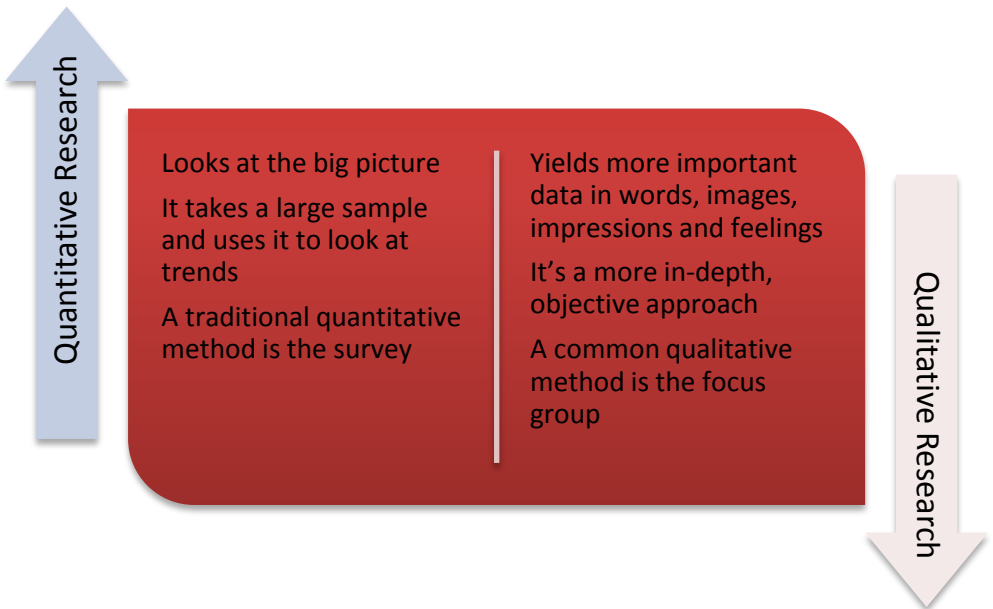 Quantitative Research
Looks at the big picture
It takes a large sample
and uses it to look at
trends
A traditional quantitative
method is the survey
Yields more important
data in words, images,
impressions and feelings
It’s a more in-depth,
objective approach
A common qualitative
method is the focus
group
Qualitative Research